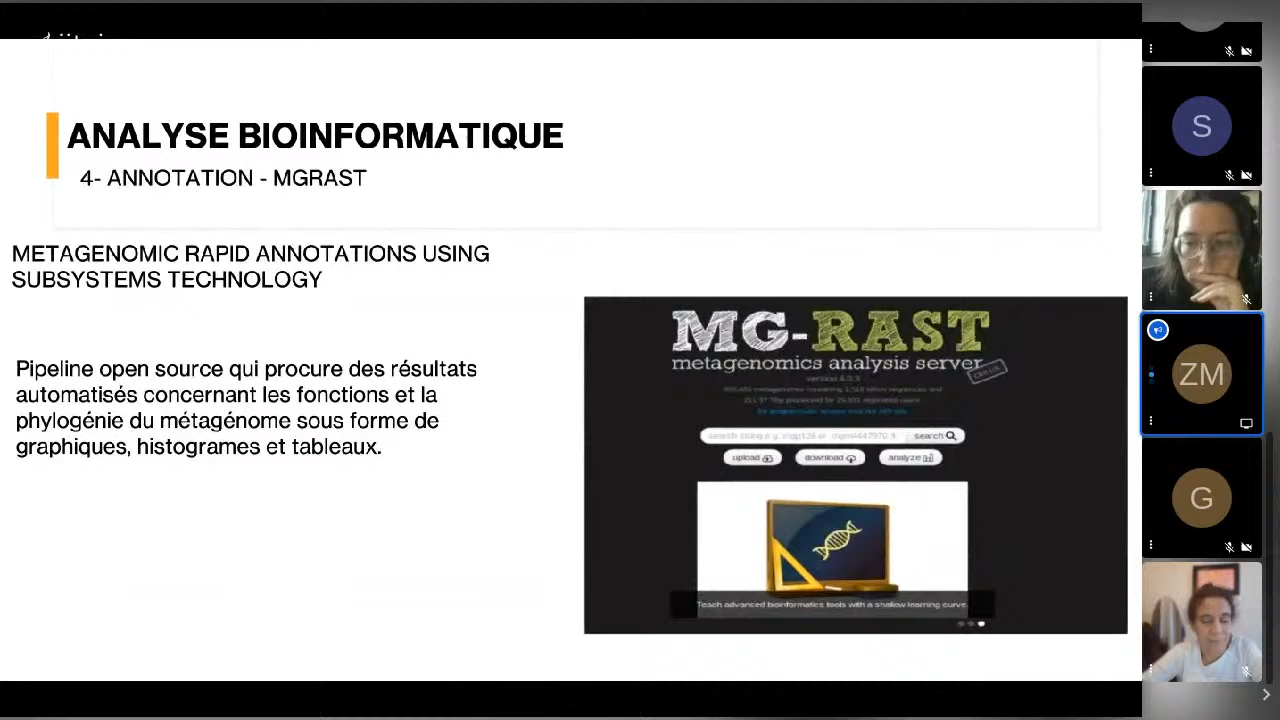 ANALYSE BIOINFORMATIQUE
4- ANNOTATION - MGRAST
METAGENOMIC RAPID ANNOTATIONS USING
SUBSYSTEMS TECHNOLOGY
Pipeline open source qui procure des résultats
automatisés concernant les fonctions et la
phylogénie du métagénome sous forme de
graphiques, histogrames et tableaux.
MG-RAST
metagenomics analysis server
search
upload
download
analyze
Teach advanced bioinformatics tools with a shallow learning curve.
S
ZM
G